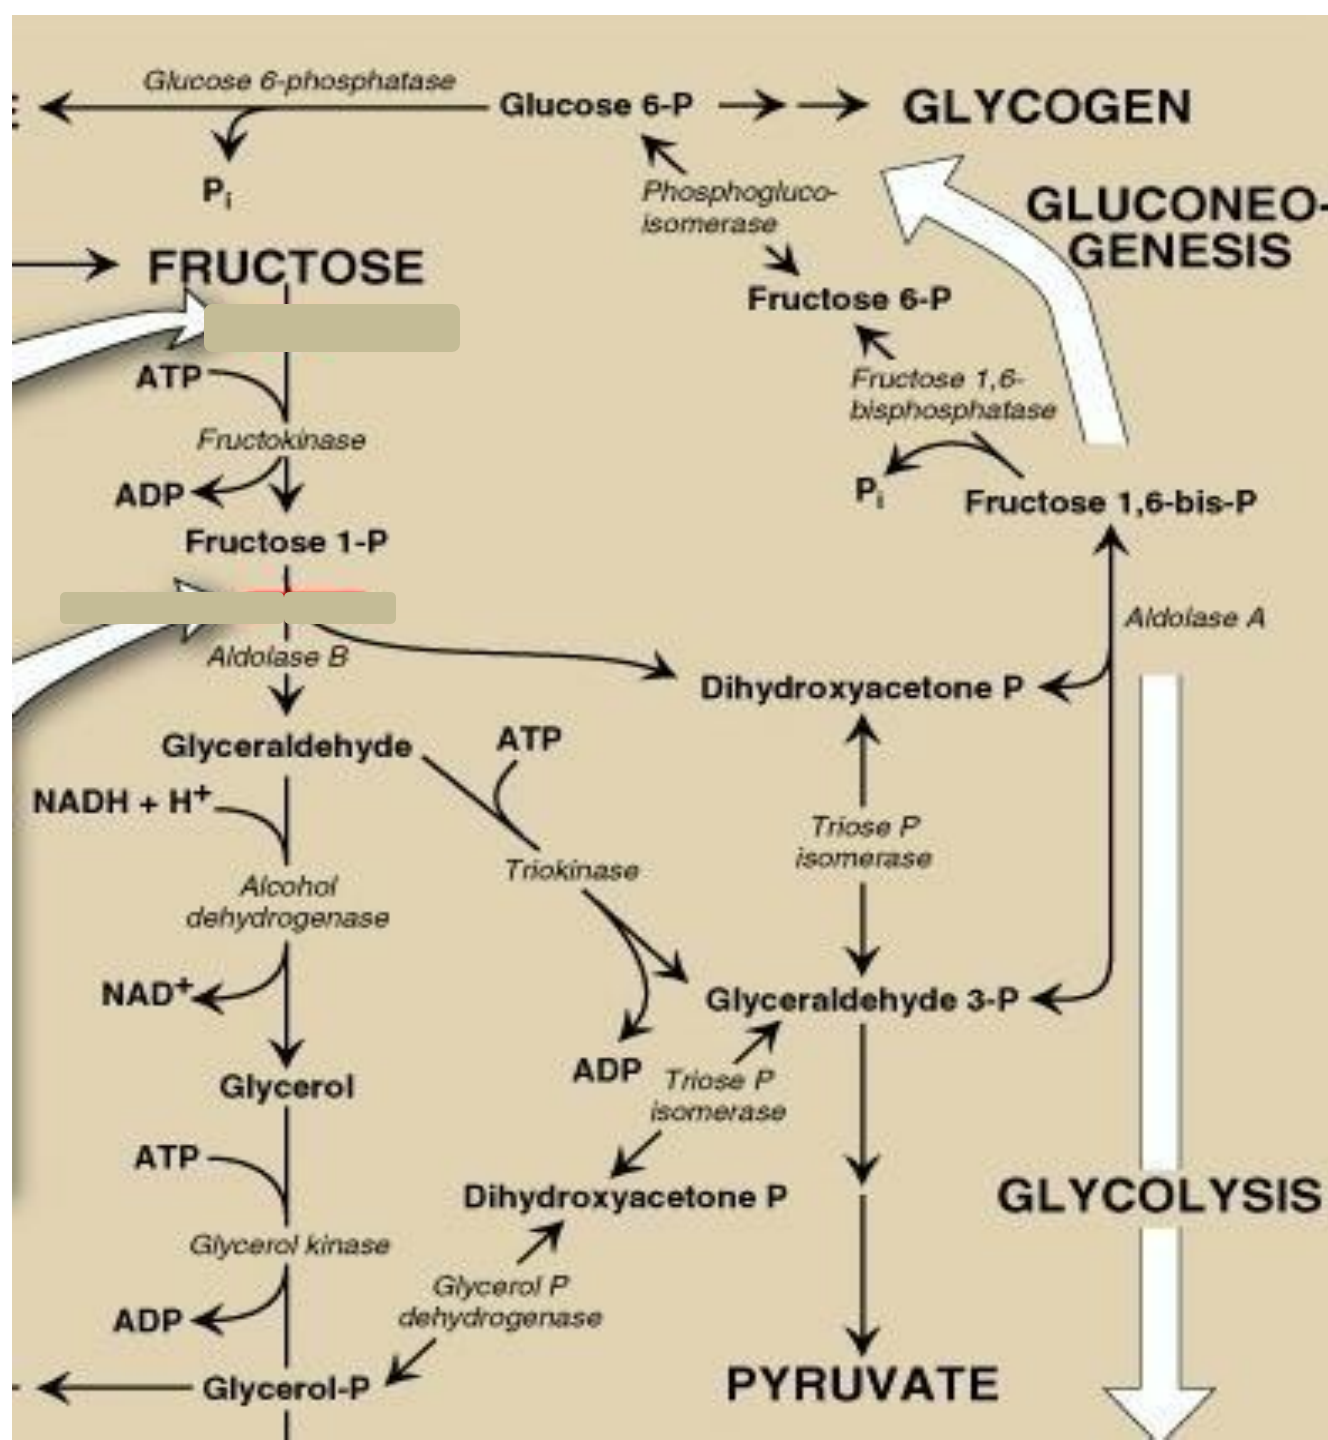 Glucose 6-phosphatase
E
Glucose 6-P
GLYCOGEN
Pi
Phosphogluco-
isomerase
GLUCONEO-
GENESIS
FRUCTOSE
Fructose 6-P
ATP
Fructose 1,6-
bisphosphatase
Fructokinase
ADP
Pi
Fructose 1,6-bis-P
Fructose 1-P
Aldolase A
Aldolase B
Dihydroxyacetone P
Glyceraldehyde
ATP
NADH + H+
Triose P
isomerase
Triokinase
Alcohol
dehydrogenase
NAD+
Glyceraldehyde 3-P
ADP
Triose P
isomerase
Glycerol
ATP
Dihydroxyacetone P
GLYCOLYSIS
Glycerol kinase
Glycerol P
dehydrogenase
ADP
Glycerol-P
PYRUVATE